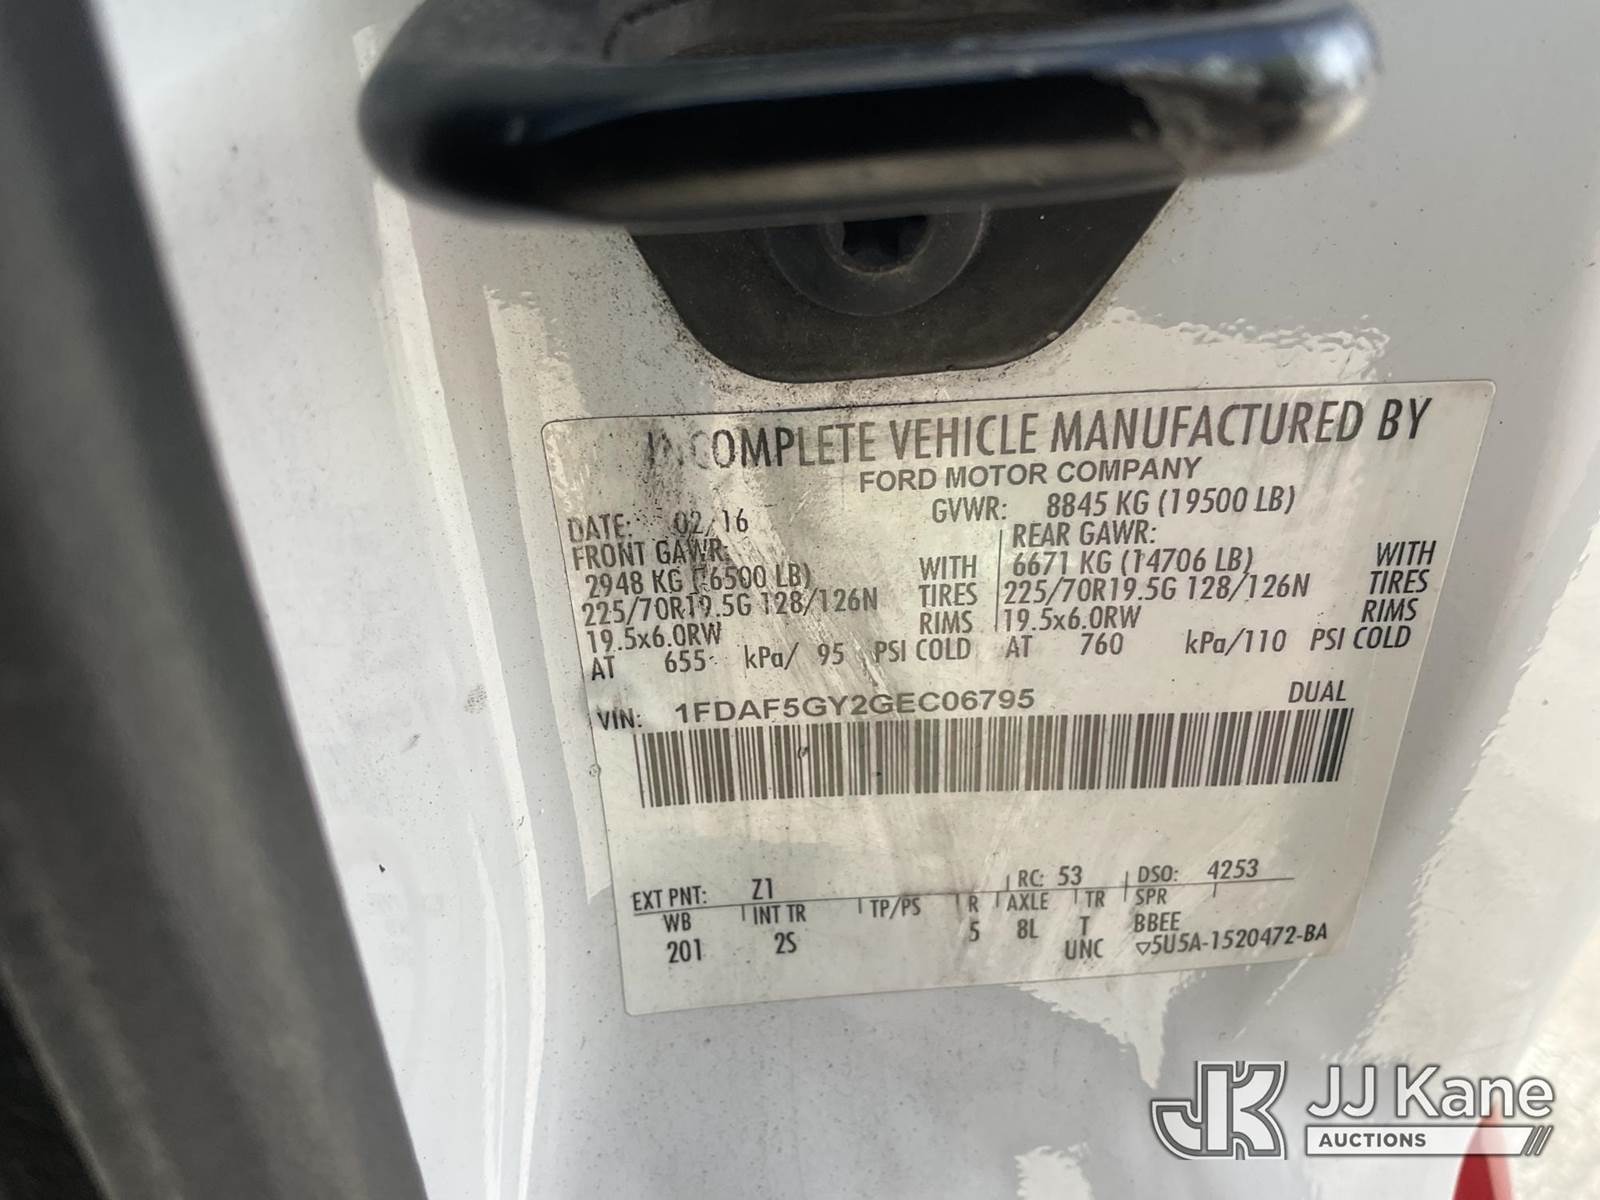 INCOMPLETE VEHICLE MANUFACTURED BY
FORD MOTOR COMPANY
DATE: 02/16 GVWR: 8845 KG (19500 LB)
FRONT GAWR: REAR GAWR:
2948 KG (6500 LB) WITH 6671 KG (14706 LB) WITH
225/70R19.5G 128/126N TIRES 225/70R19.5G 128/126N TIRES
19.5x6.0RW RIMS 19.5x6.0RW RIMS
AT 655 kPa/ 95 PSI COLD AT 760 kPa/110 PSI COLD
VIN: 1FDAF5GY2GEC06795 DUAL
EXT PNT: Z1 RC: 53 DSO: 4253
WB INT TR TP/PS R AXLE TR SPR
201 2S 5 8L T BBEE
UNC ▽5U5A-1520472-BA
JK JJ Kane
AUCTIONS